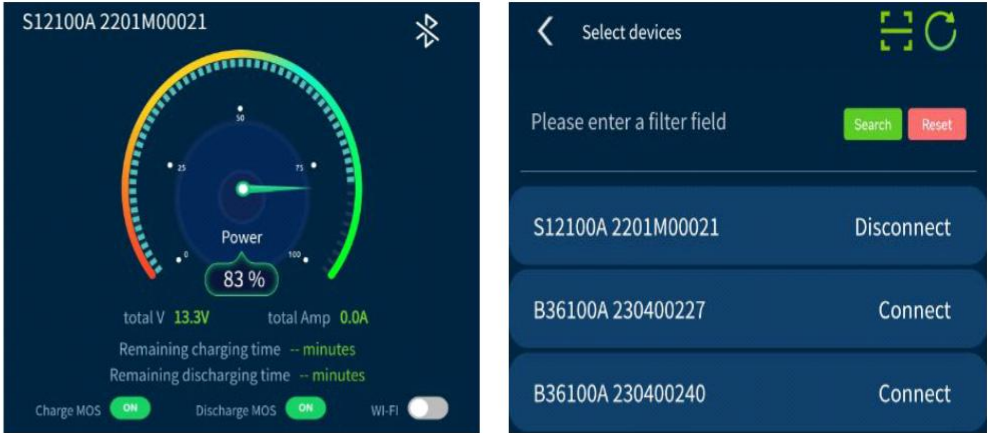 S12100A 2201M00021
50
25
75
Power
0
100
83 %
total V 13.3V total Amp 0.0A
Remaining charging time -- minutes
Remaining discharging time -- minutes
Charge MOS ON Discharge MOS ON WI-FI
Select devices
Please enter a filter field Search Reset
S12100A 2201M00021 Disconnect
B36100A 230400227 Connect
B36100A 230400240 Connect